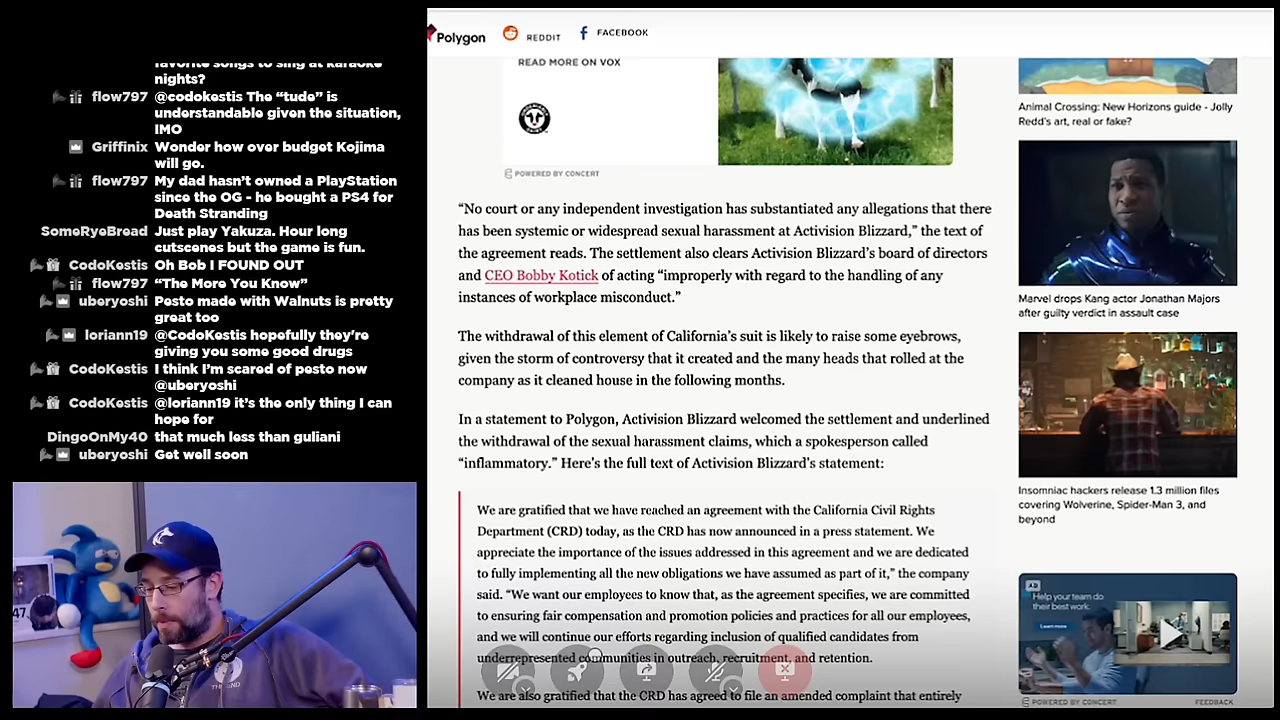 favorite songs to sing at karaoke
nights?
flow797 @codokestis The “tude” is
understandable given the situation,
IMO
Griffinix Wonder how over budget Kojima
will go.
flow797 My dad hasn’t owned a PlayStation
since the OG - he bought a PS4 for
Death Stranding
SomeRyeBread Just play Yakuza. Hour long
cutscenes but the game is fun.
CodoKestis Oh Bob I FOUND OUT
flow797 “The More You Know”
uberyoshi Pesto made with Walnuts is pretty
great too
loriann19 @CodoKestis hopefully they’re
giving you some good drugs
CodoKestis I think I’m scared of pesto now
@uberyoshi
CodoKestis @loriann19 it’s the only thing I can
hope for
DingoOnMy40 that much less than guliani
uberyoshi Get well soon
47
Polygon
REDDIT
FACEBOOK
READ MORE ON VOX
POWERED BY CONCERT
“No court or any independent investigation has substantiated any allegations that there
has been systemic or widespread sexual harassment at Activision Blizzard,” the text of
the agreement reads. The settlement also clears Activision Blizzard’s board of directors
and CEO Bobby Kotick of acting “improperly with regard to the handling of any
instances of workplace misconduct.”
The withdrawal of this element of California’s suit is likely to raise some eyebrows,
given the storm of controversy that it created and the many heads that rolled at the
company as it cleaned house in the following months.
In a statement to Polygon, Activision Blizzard welcomed the settlement and underlined
the withdrawal of the sexual harassment claims, which a spokesperson called
“inflammatory.” Here’s the full text of Activision Blizzard’s statement:
We are gratified that we have reached an agreement with the California Civil Rights
Department (CRD) today, as the CRD has now announced in a press statement. We
appreciate the importance of the issues addressed in this agreement and we are dedicated
to fully implementing all the new obligations we have assumed as part of it,” the company
said. “We want our employees to know that, as the agreement specifies, we are committed
to ensuring fair compensation and promotion policies and practices for all our employees,
and we will continue our efforts regarding inclusion of qualified candidates from
underrepresented communities in outreach, recruitment, and retention.
We are also gratified that the CRD has agreed to file an amended complaint that entirely
Animal Crossing: New Horizons guide - Jolly
Redd’s art, real or fake?
Marvel drops Kang actor Jonathan Majors
after guilty verdict in assault case
Insomniac hackers release 1.3 million files
covering Wolverine, Spider-Man 3, and
beyond
AD
Help your team do
their best work.
Learn more
POWERED BY CONCERT
FEEDBACK